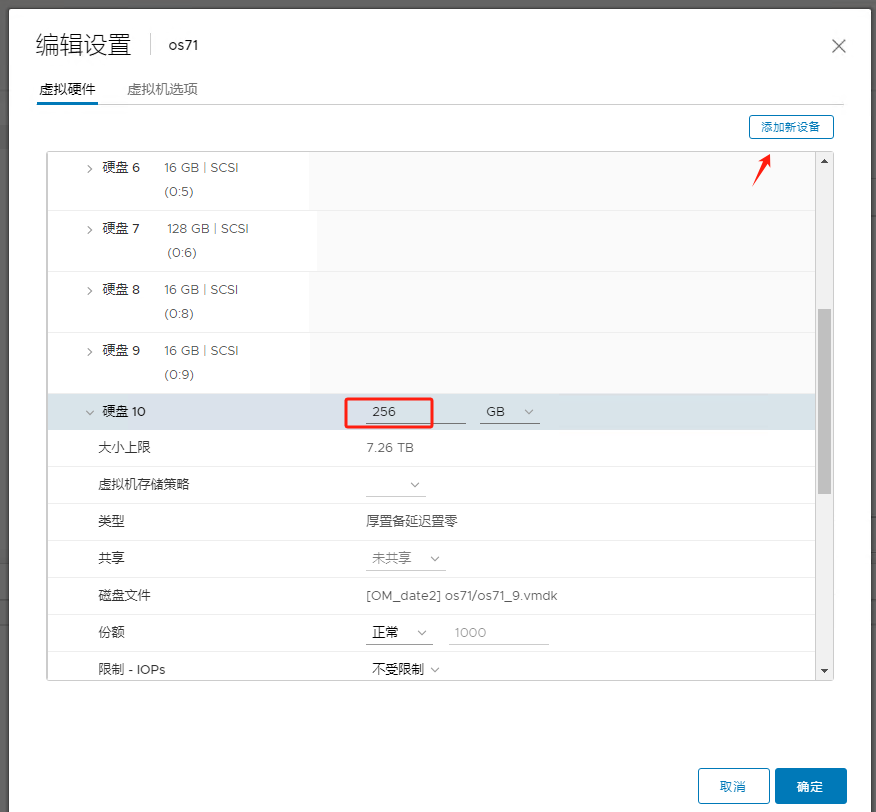 编辑设置 | os71
虚拟硬件 虚拟机选项
添加新设备
硬盘 6 16 GB | SCSI
(0:5)
硬盘 7 128 GB | SCSI
(0:6)
硬盘 8 16 GB | SCSI
(0:8)
硬盘 9 16 GB | SCSI
(0:9)
硬盘 10 256 GB
大小上限 7.26 TB
虚拟机存储策略
类型 厚置备延迟置零
共享 未共享
磁盘文件 [OM_date2] os71/os71_9.vmdk
份额 正常 1000
限制 - IOPs 不受限制
取消 确定